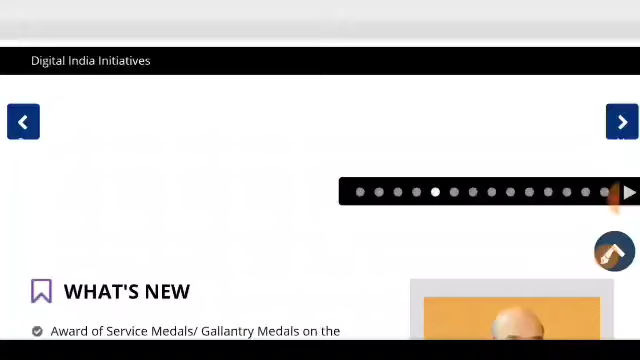 Digital India Initiatives
WHAT'S NEW
Award of Service Medals/ Gallantry Medals on the